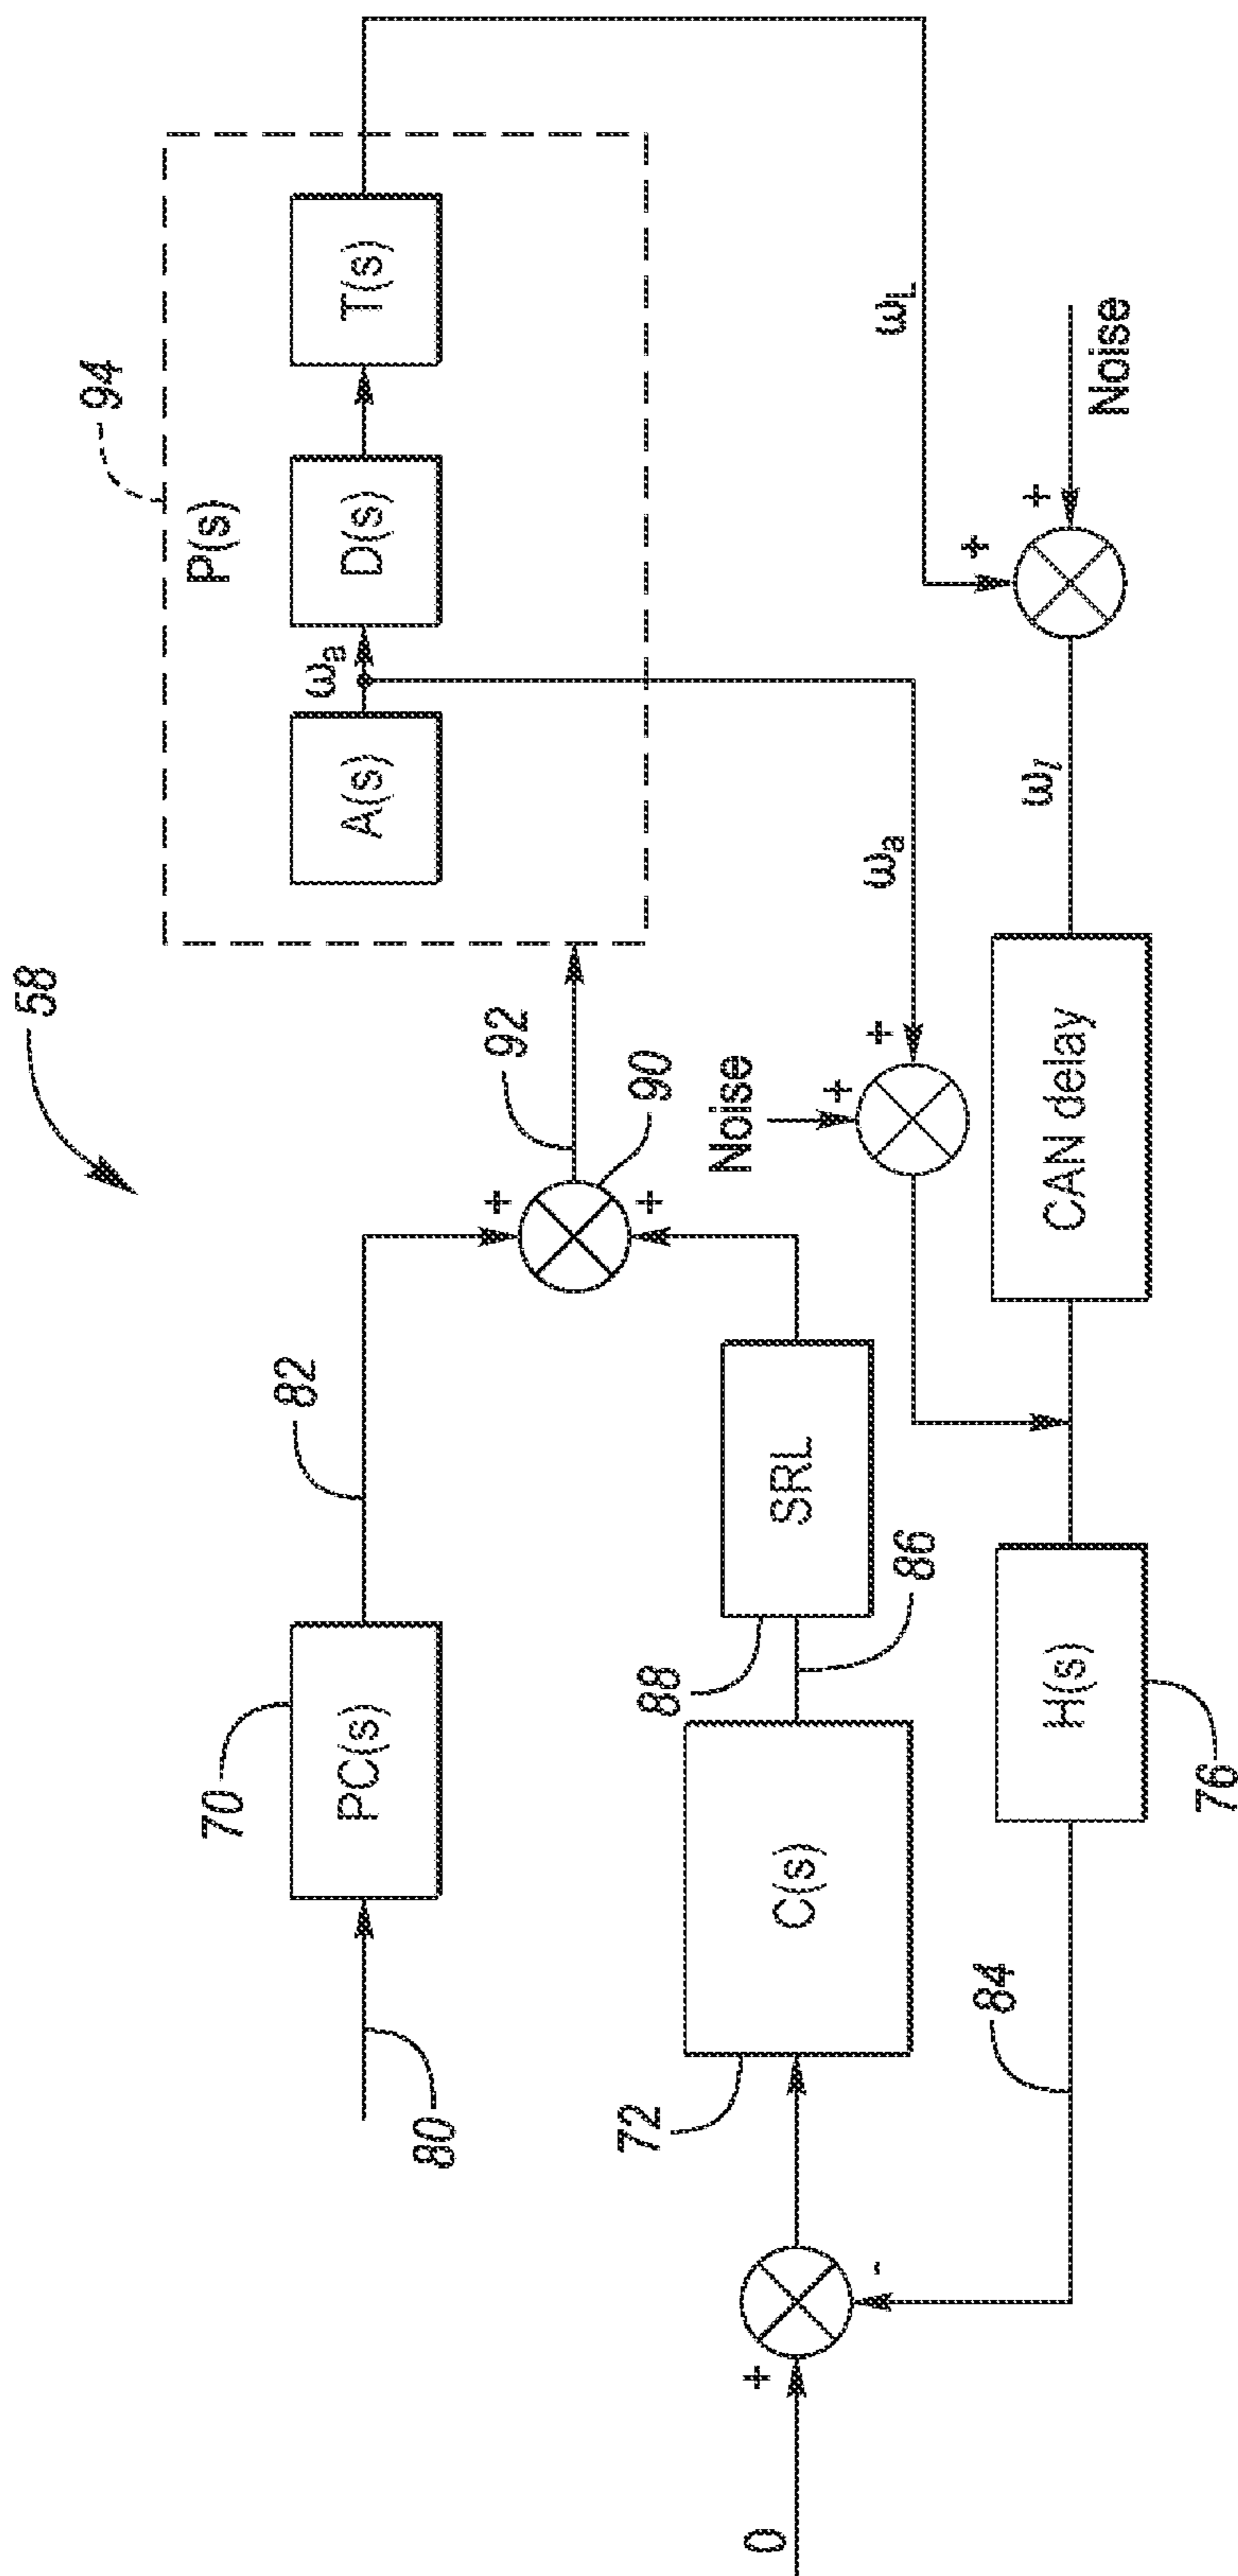 58
94
P(s)
A(s)
ωa
D(s)
T(s)
82
92
90
70
PC(s)
80
+
+
Noise
+
+
ωa
ωL
88
SRL
86
72
C(s)
0
+
-
84
H(s)
76
CAN delay
ωl
+
+
Noise